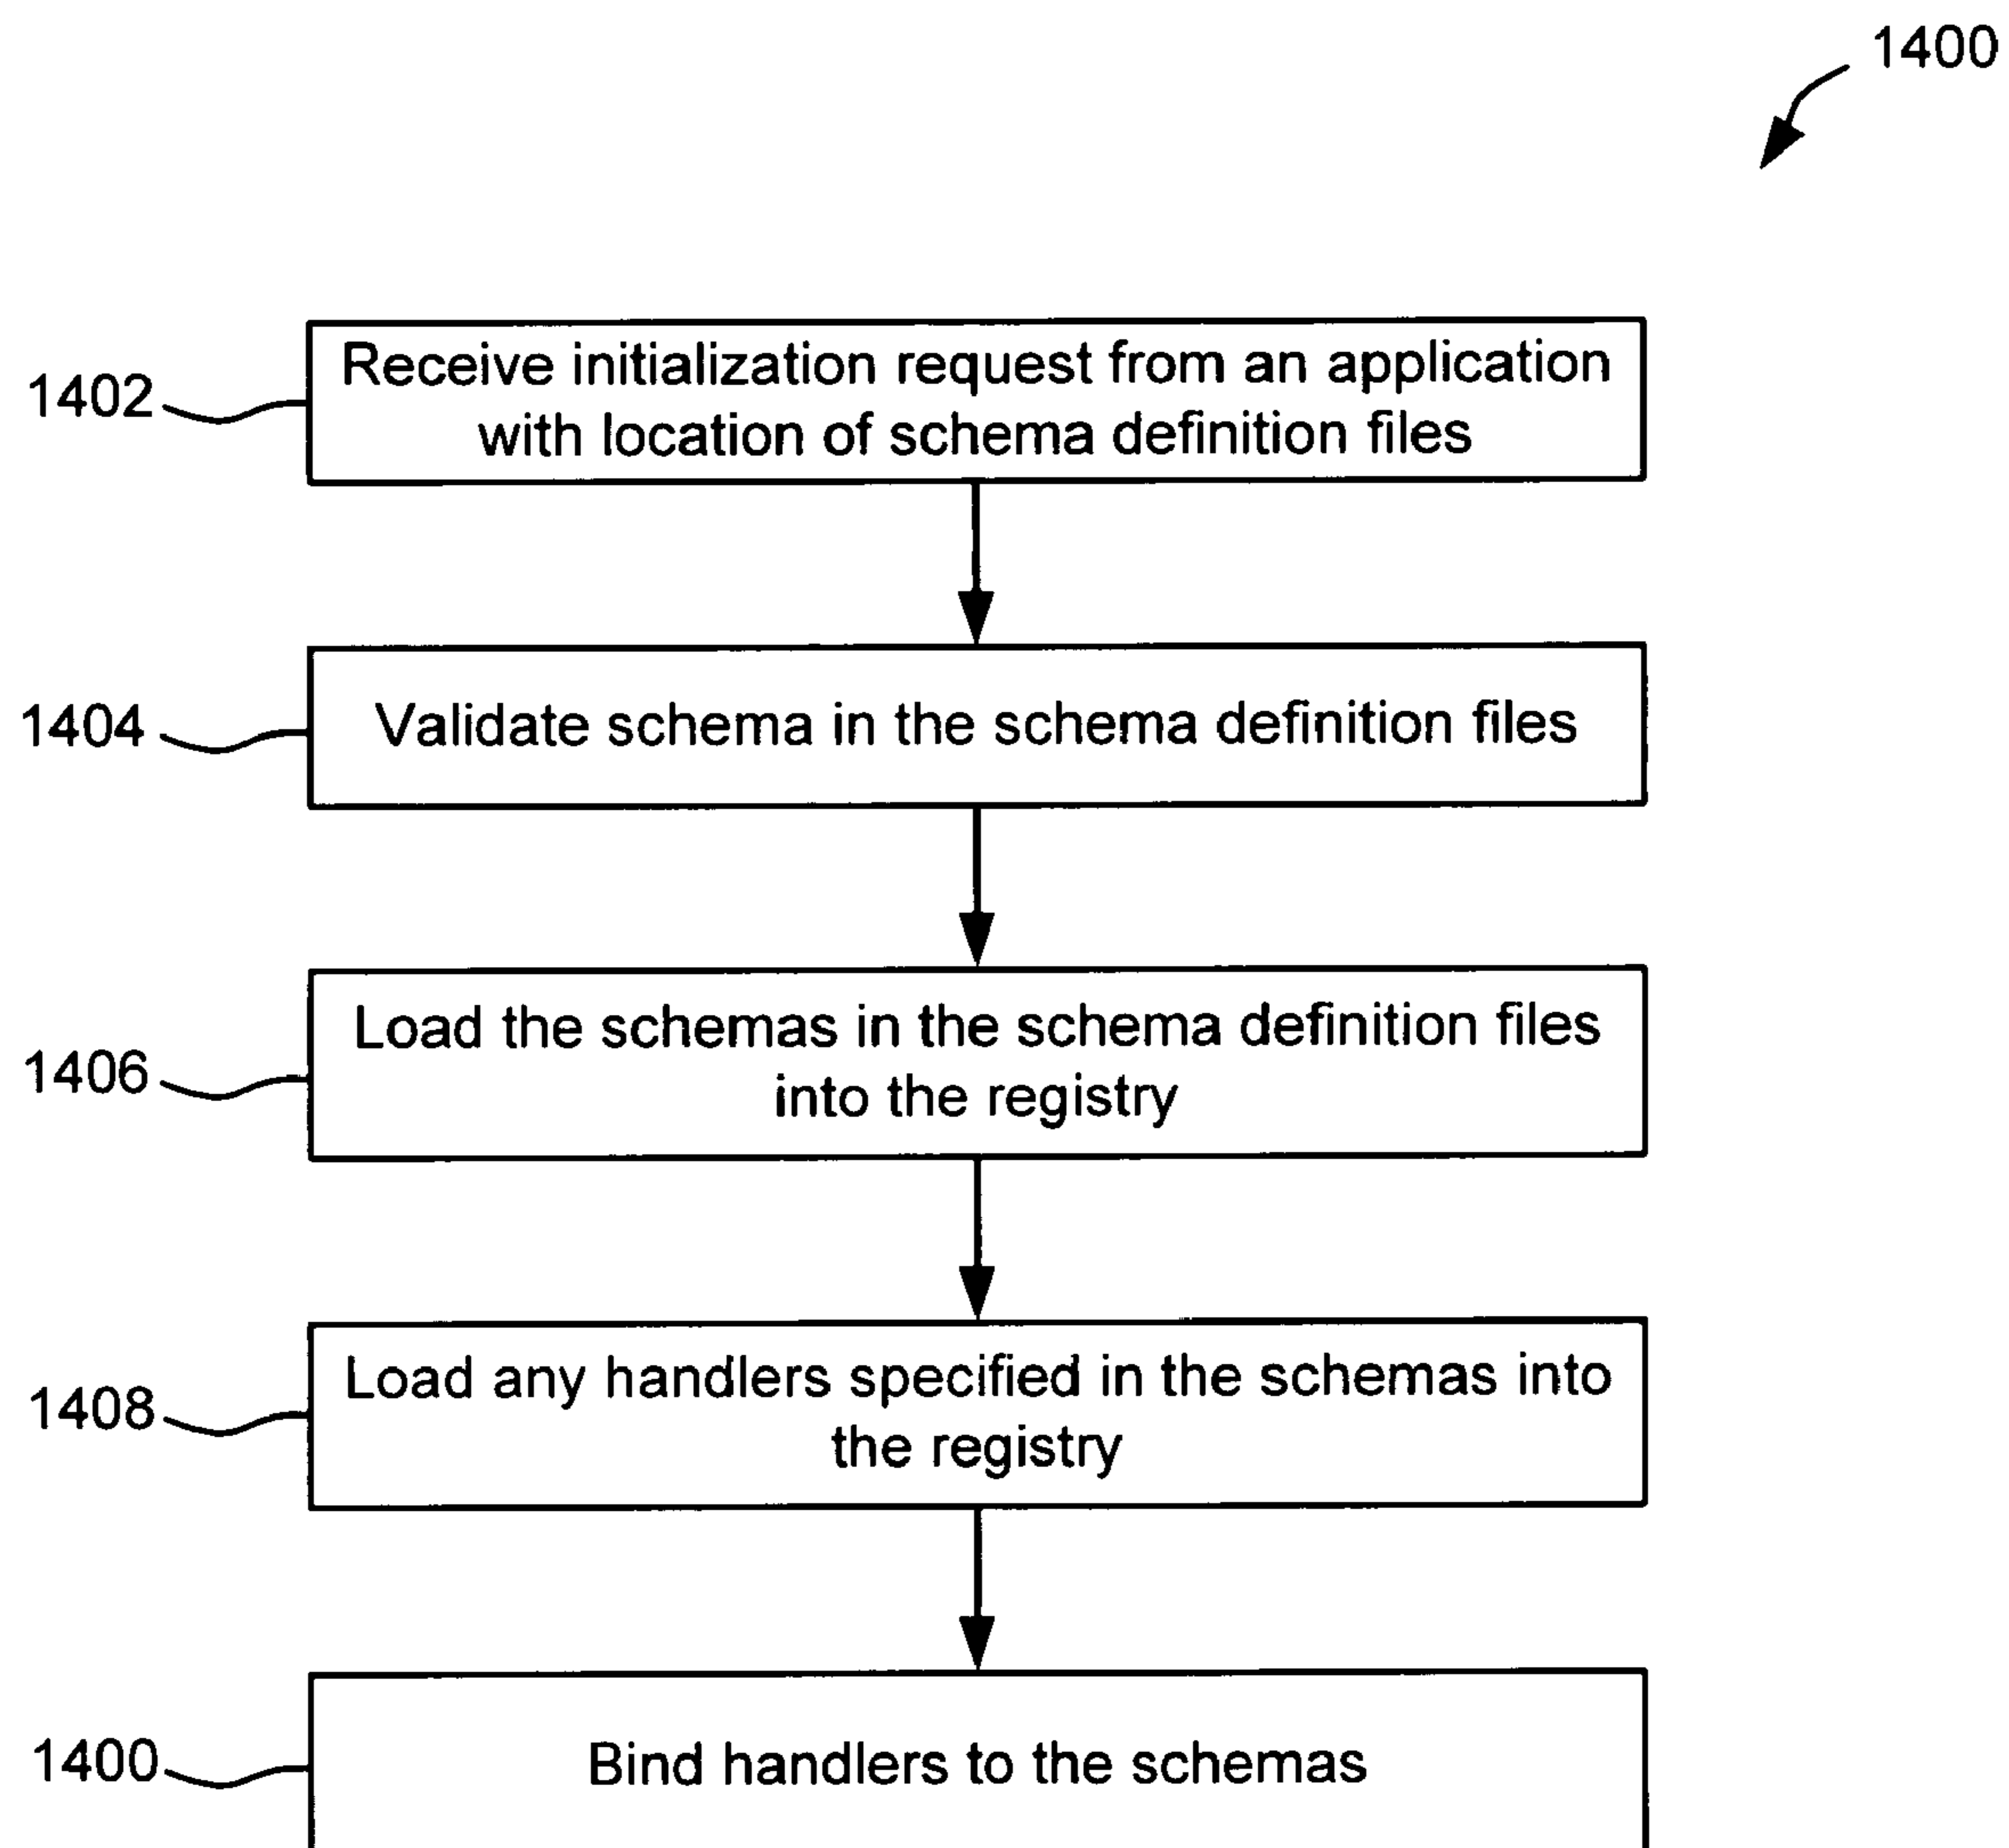 1400
1402
Receive initialization request from an application
with location of schema definition files
1404
Validate schema in the schema definition files
1406
Load the schemas in the schema definition files
into the registry
1408
Load any handlers specified in the schemas into
the registry
1400
Bind handlers to the schemas